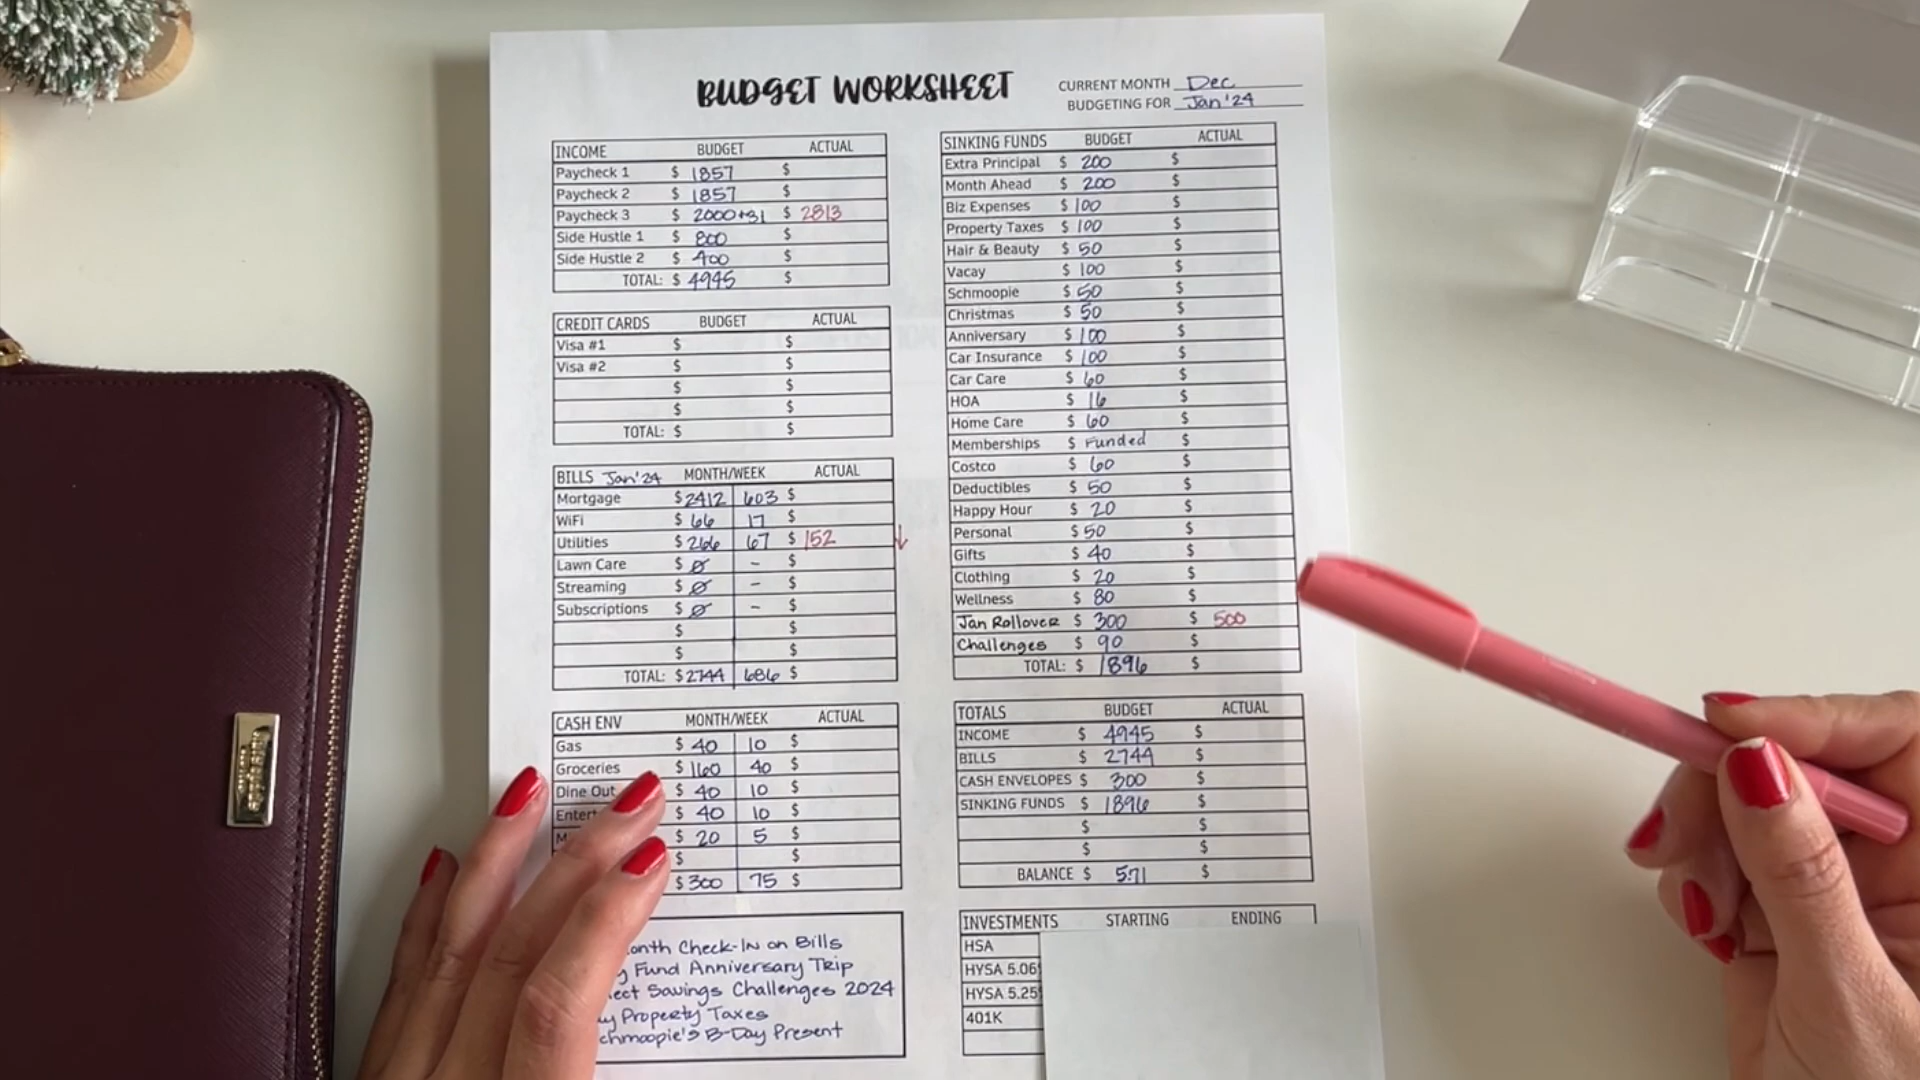 BUDGET WORKSHEET
CURRENT MONTH Dec
BUDGETING FOR Jan '24
INCOME BUDGET ACTUAL
Paycheck 1 $ 1857 $
Paycheck 2 $ 1857 $
Paycheck 3 $ 2000+31 $ 2813
Side Hustle 1 $ 800 $
Side Hustle 2 $ 400 $
TOTAL: $ 4945 $
CREDIT CARDS BUDGET ACTUAL
Visa #1 $ $
Visa #2 $ $
$ $
$ $
TOTAL: $ $
BILLS Jan'24 MONTH/WEEK ACTUAL
Mortgage $ 2412 603 $
WiFi $ 66 17 $
Utilities $ 266 67 $ 152 ↓
Lawn Care $ Ø - $
Streaming $ Ø - $
Subscriptions $ Ø - $
$ $
$ $
TOTAL: $ 2744 686 $
CASH ENV MONTH/WEEK ACTUAL
Gas $ 40 10 $
Groceries $ 160 40 $
Dine Out $ 40 10 $
Entert $ 40 10 $
$ 20 5 $
$ $
$ 300 75 $
onth Check-In on Bills
y Fund Anniversary Trip
ect Savings Challenges 2024
y Property Taxes
chmoopie's B-Day Present
SINKING FUNDS BUDGET ACTUAL
Extra Principal $ 200 $
Month Ahead $ 200 $
Biz Expenses $ 100 $
Property Taxes $ 100 $
Hair & Beauty $ 50 $
Vacay $ 100 $
Schmoopie $ 50 $
Christmas $ 50 $
Anniversary $ 100 $
Car Insurance $ 100 $
Car Care $ 60 $
HOA $ 16 $
Home Care $ 60 $
Memberships $ Funded $
Costco $ 60 $
Deductibles $ 50 $
Happy Hour $ 20 $
Personal $ 50 $
Gifts $ 40 $
Clothing $ 20 $
Wellness $ 80 $
Jan Rollover $ 300 $ 500
Challenges $ 90 $
TOTAL: $ 1896 $
TOTALS BUDGET ACTUAL
INCOME $ 4945 $
BILLS $ 2744 $
CASH ENVELOPES $ 300 $
SINKING FUNDS $ 1896 $
$ $
$ $
BALANCE $ 5.71 $
INVESTMENTS STARTING ENDING
HSA
HYSA 5.06
HYSA 5.25
401K